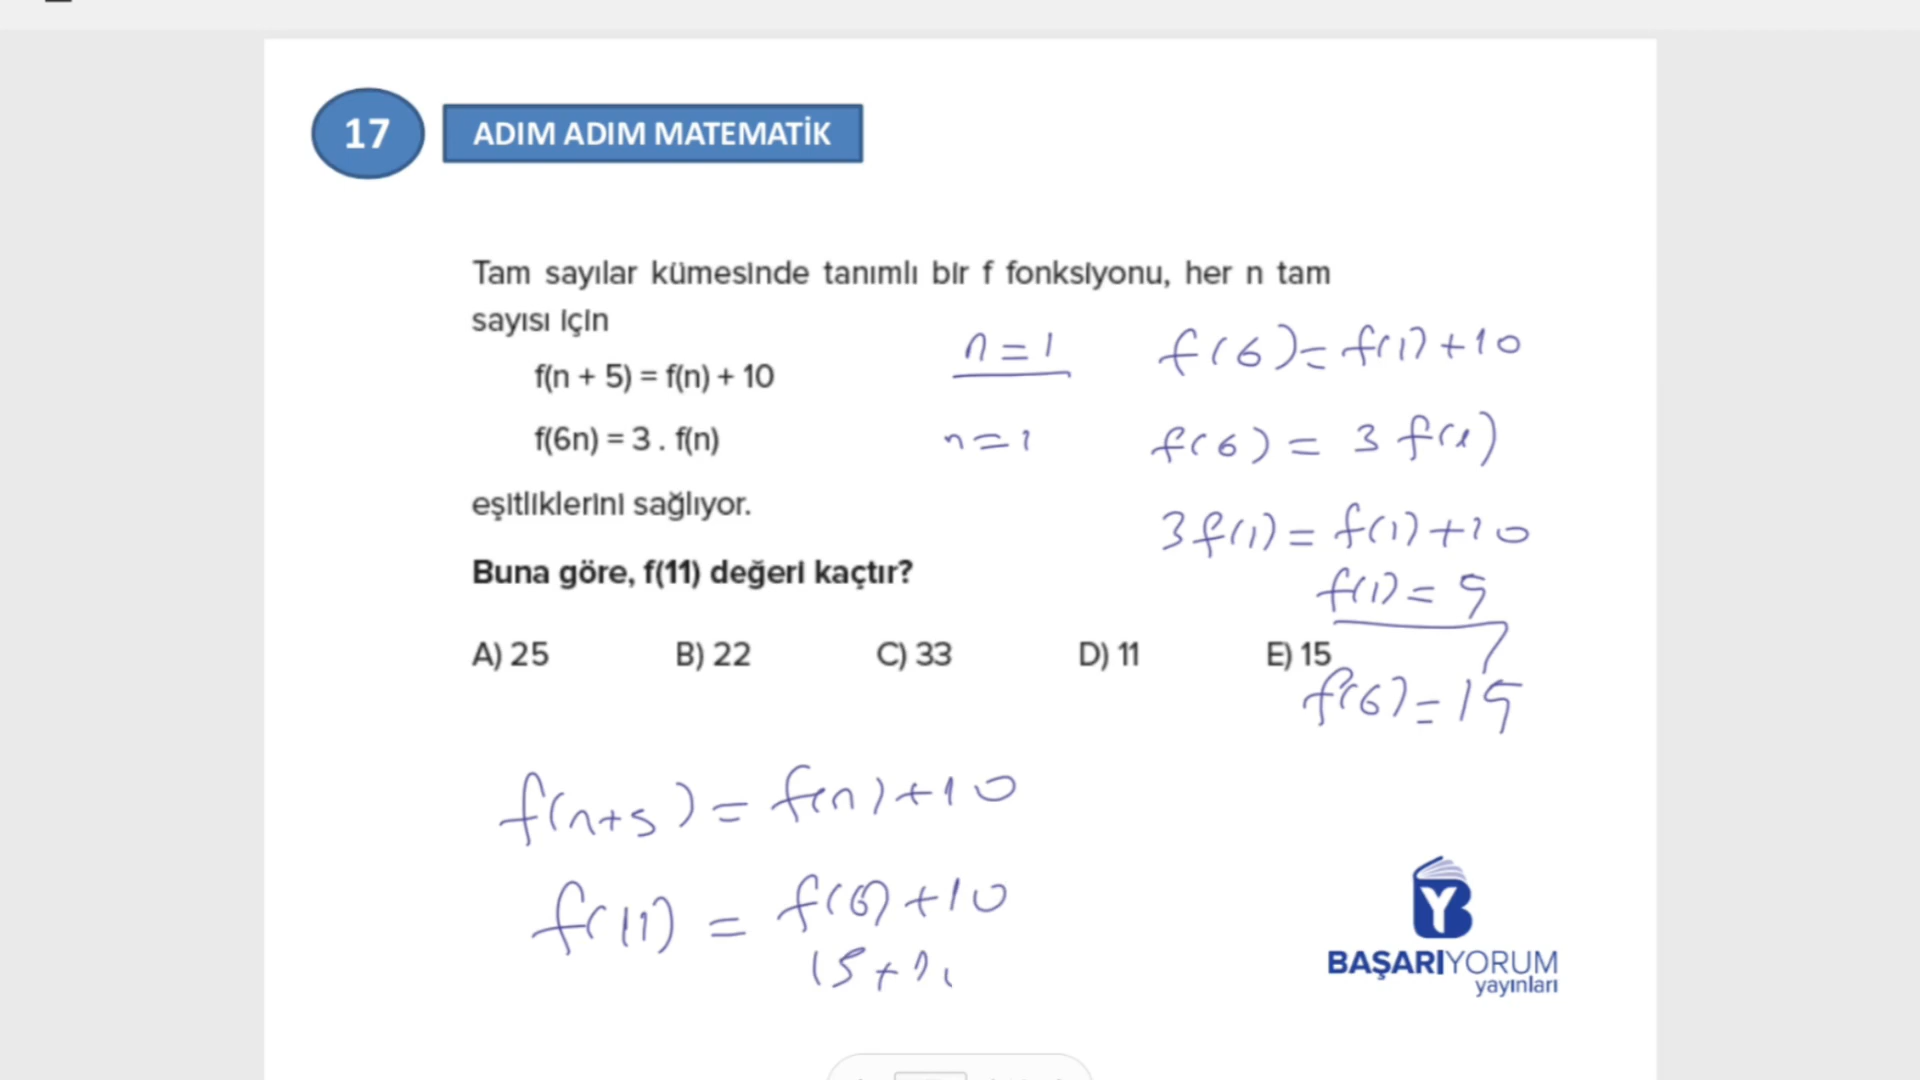 17
ADIM ADIM MATEMATİK
Tam sayılar kümesinde tanımlı bir f fonksiyonu, her n tam
sayısı için
f(n + 5) = f(n) + 10
f(6n) = 3 . f(n)
eşitliklerini sağlıyor.
Buna göre, f(11) değeri kaçtır?
A) 25 B) 22 C) 33 D) 11 E) 15
n = 1 f(6) = f(1) + 10
n = 1 f(6) = 3 f(1)
3 f(1) = f(1) + 10
f(1) = 5
f(6) = 15
f(n+5) = f(n) + 10
f(11) = f(6) + 10
15 +
BAŞARIYORUM
yayınları